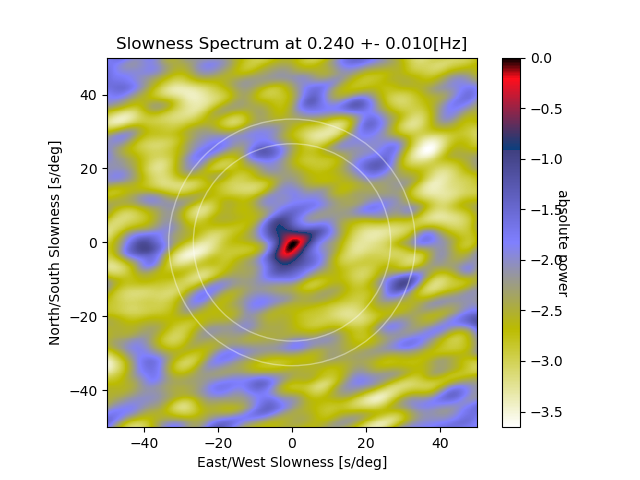 Slowness Spectrum at 0.240 +- 0.010[Hz]
North/South Slowness [s/deg]
40
20
0
−20
−40
−40 −20 0 20 40
East/West Slowness [s/deg]
0.0
−0.5
−1.0
−1.5
−2.0
−2.5
−3.0
−3.5
absolute power